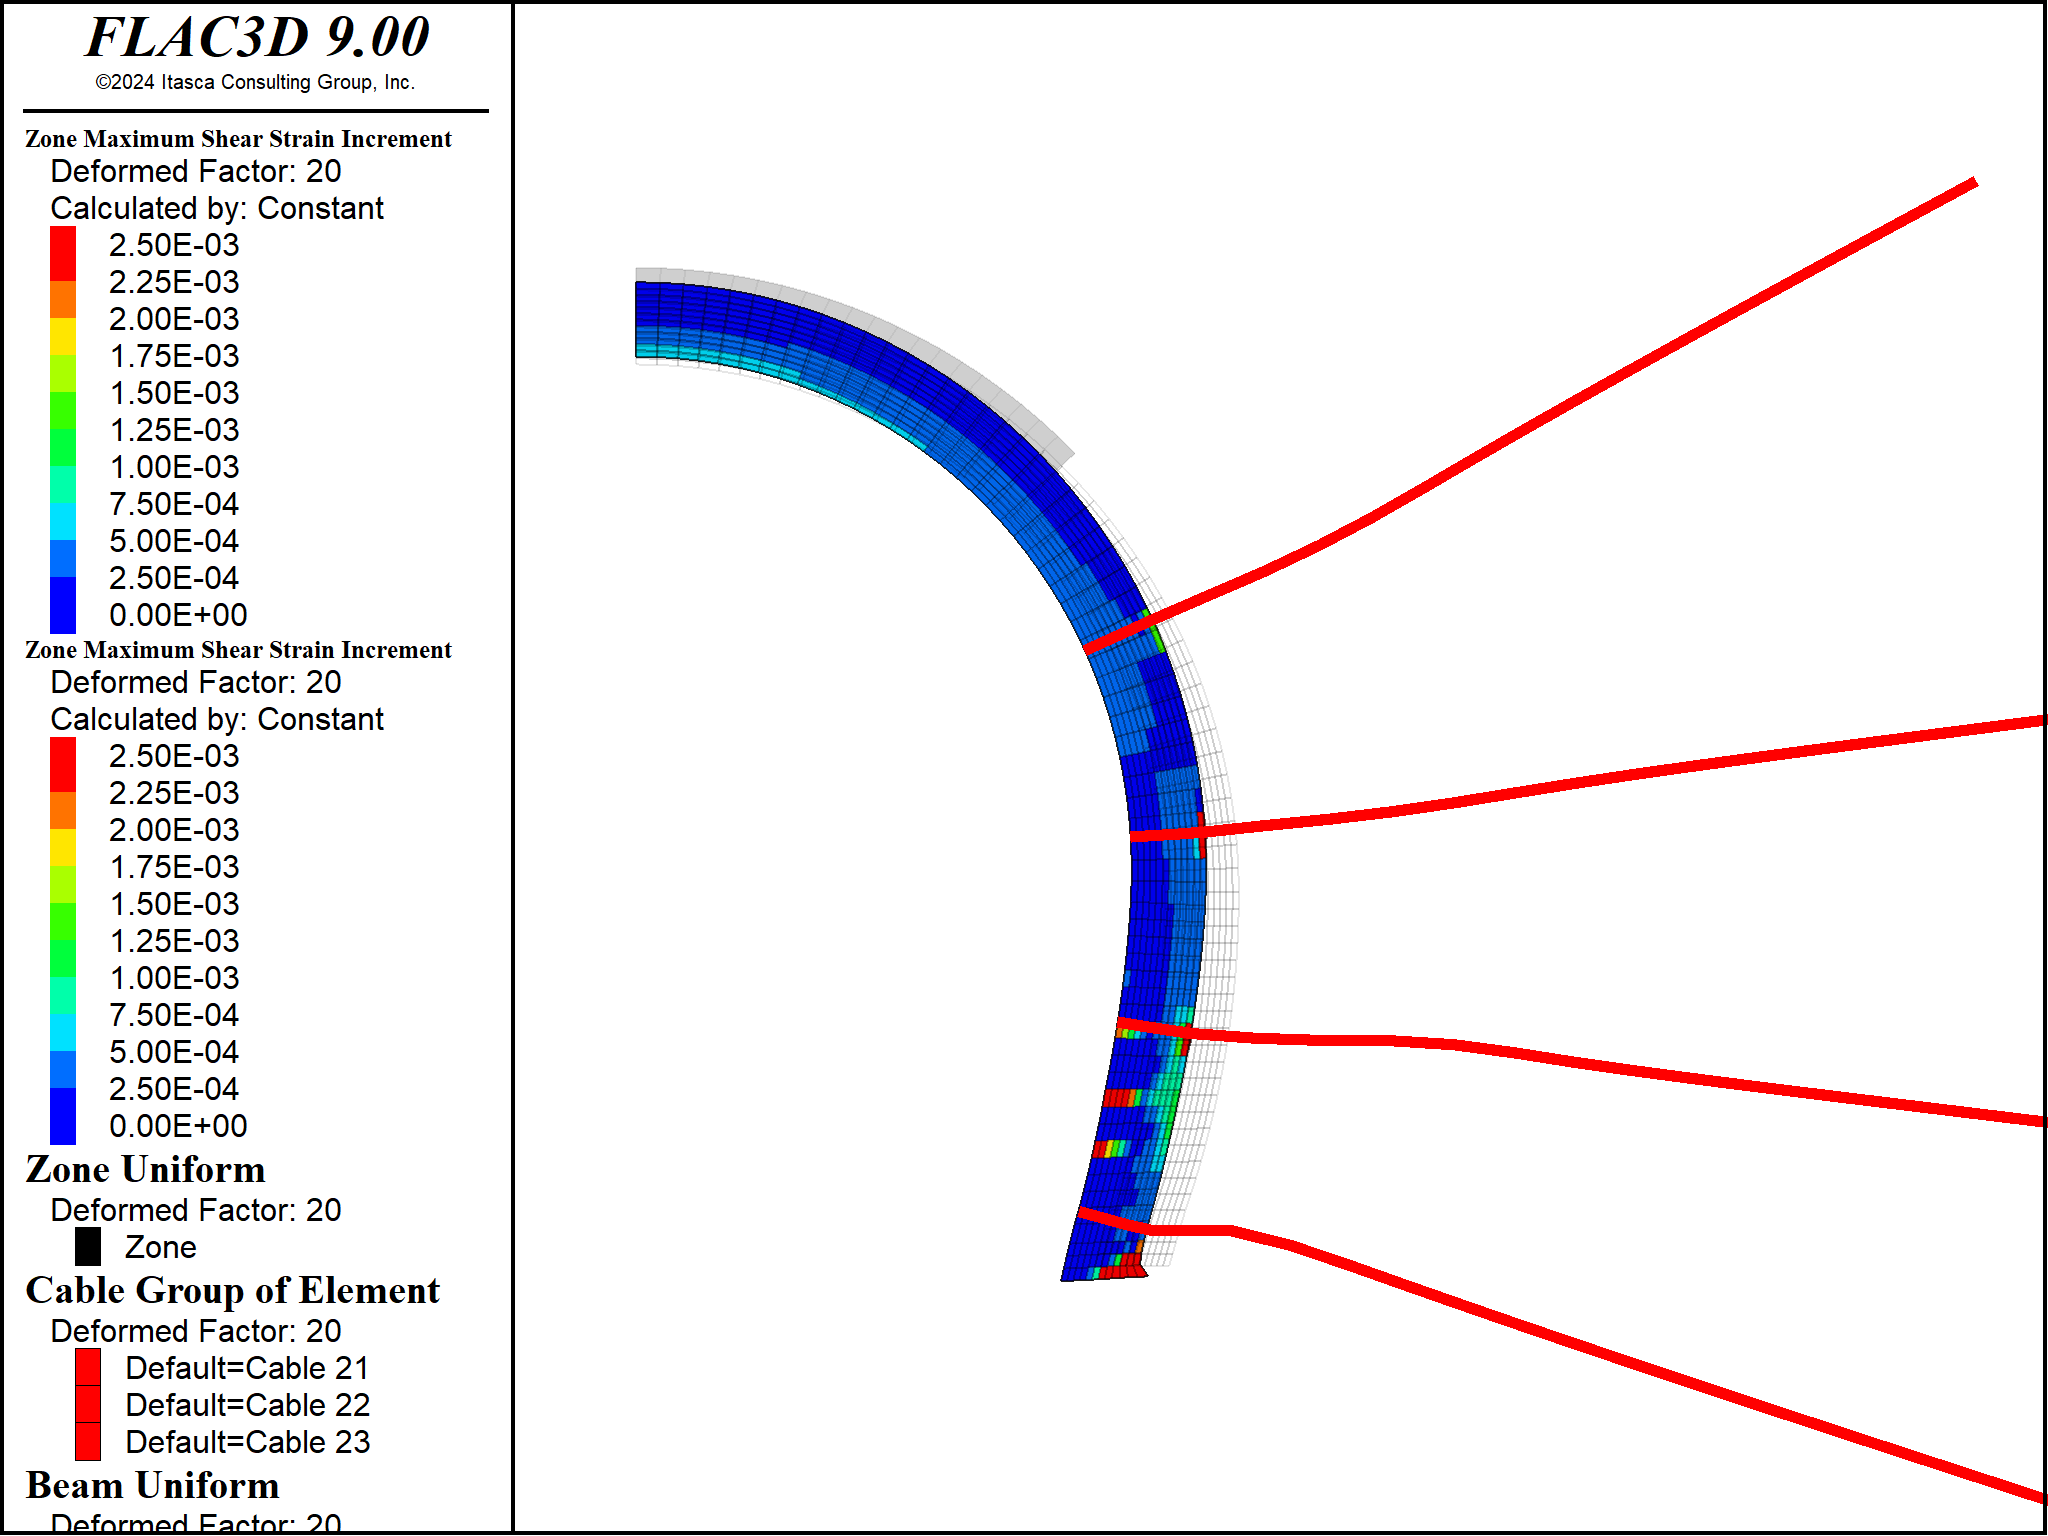 FLAC3D 9.00
©2024 Itasca Consulting Group, Inc.
Zone Maximum Shear Strain Increment
Deformed Factor: 20
Calculated by: Constant
2.50E-03
2.25E-03
2.00E-03
1.75E-03
1.50E-03
1.25E-03
1.00E-03
7.50E-04
5.00E-04
2.50E-04
0.00E+00
Zone Maximum Shear Strain Increment
Deformed Factor: 20
Calculated by: Constant
2.50E-03
2.25E-03
2.00E-03
1.75E-03
1.50E-03
1.25E-03
1.00E-03
7.50E-04
5.00E-04
2.50E-04
0.00E+00
Zone Uniform
Deformed Factor: 20
Zone
Cable Group of Element
Deformed Factor: 20
Default=Cable 21
Default=Cable 22
Default=Cable 23
Beam Uniform
Deformed Factor: 20